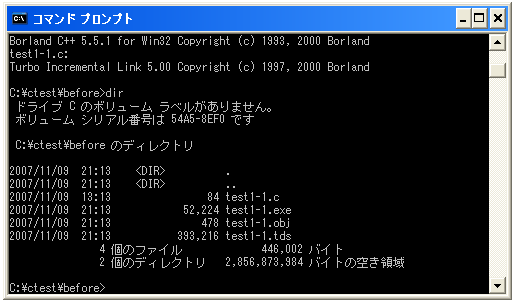 コマンド プロンプト
Borland C++ 5.5.1 for Win32 Copyright (c) 1993, 2000 Borland
test1-1.c:
Turbo Incremental Link 5.00 Copyright (c) 1997, 2000 Borland
C:¥ctest¥before>dir
ドライブ C のボリューム ラベルがありません。
ボリューム シリアル番号は 54A5-8EF0 です
C:¥ctest¥before のディレクトリ
2007/11/09  21:13    <DIR>          .
2007/11/09  21:13    <DIR>          ..
2007/11/09  13:13                84 test1-1.c
2007/11/09  21:13            52,224 test1-1.exe
2007/11/09  21:13               478 test1-1.obj
2007/11/09  21:13           393,216 test1-1.tds
4 個のファイル             446,002 バイト
2 個のディレクトリ   2,856,873,984 バイトの空き領域
C:¥ctest¥before>